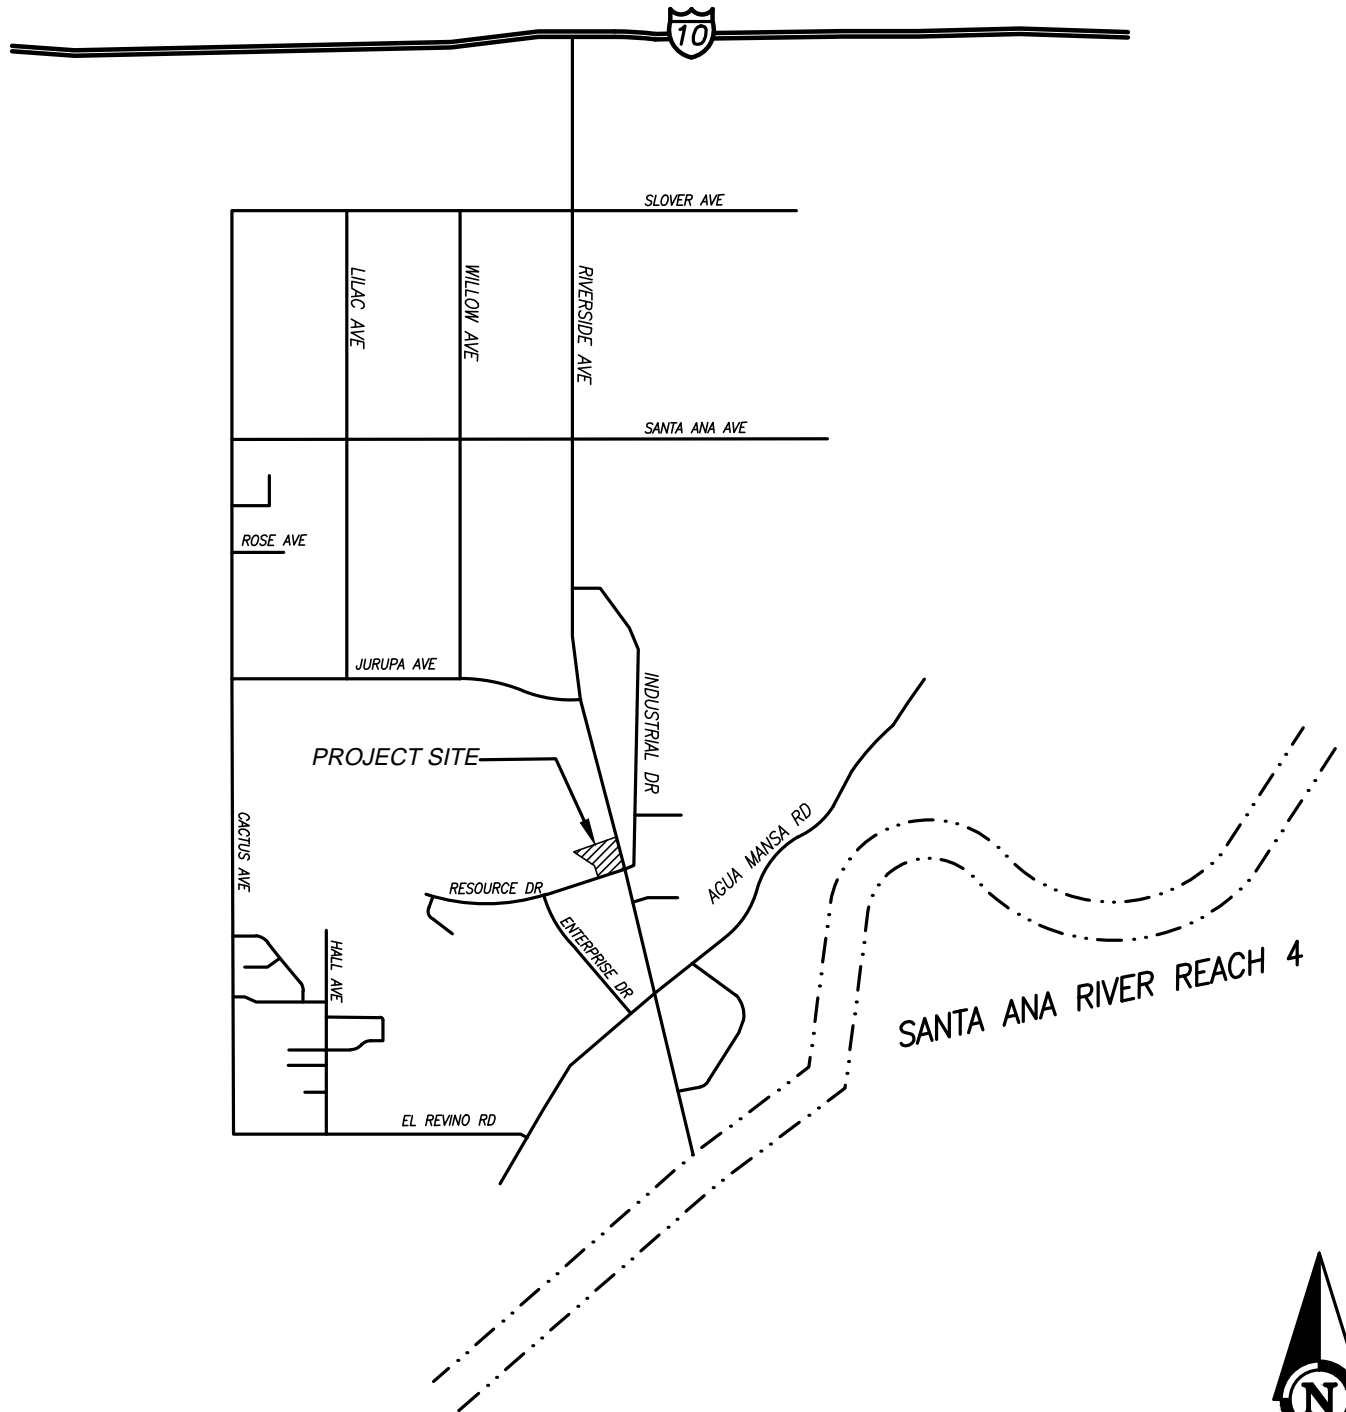 10
SLOVER AVE
LILAC AVE
WILLOW AVE
RIVERSIDE AVE
SANTA ANA AVE
ROSE AVE
JURUPA AVE
INDUSTRIAL DR
PROJECT SITE
CACTUS AVE
AGUA MANSA RD
RESOURCE DR
ENTERPRISE DR
HALL AVE
SANTA ANA RIVER REACH 4
EL REVINO RD
N